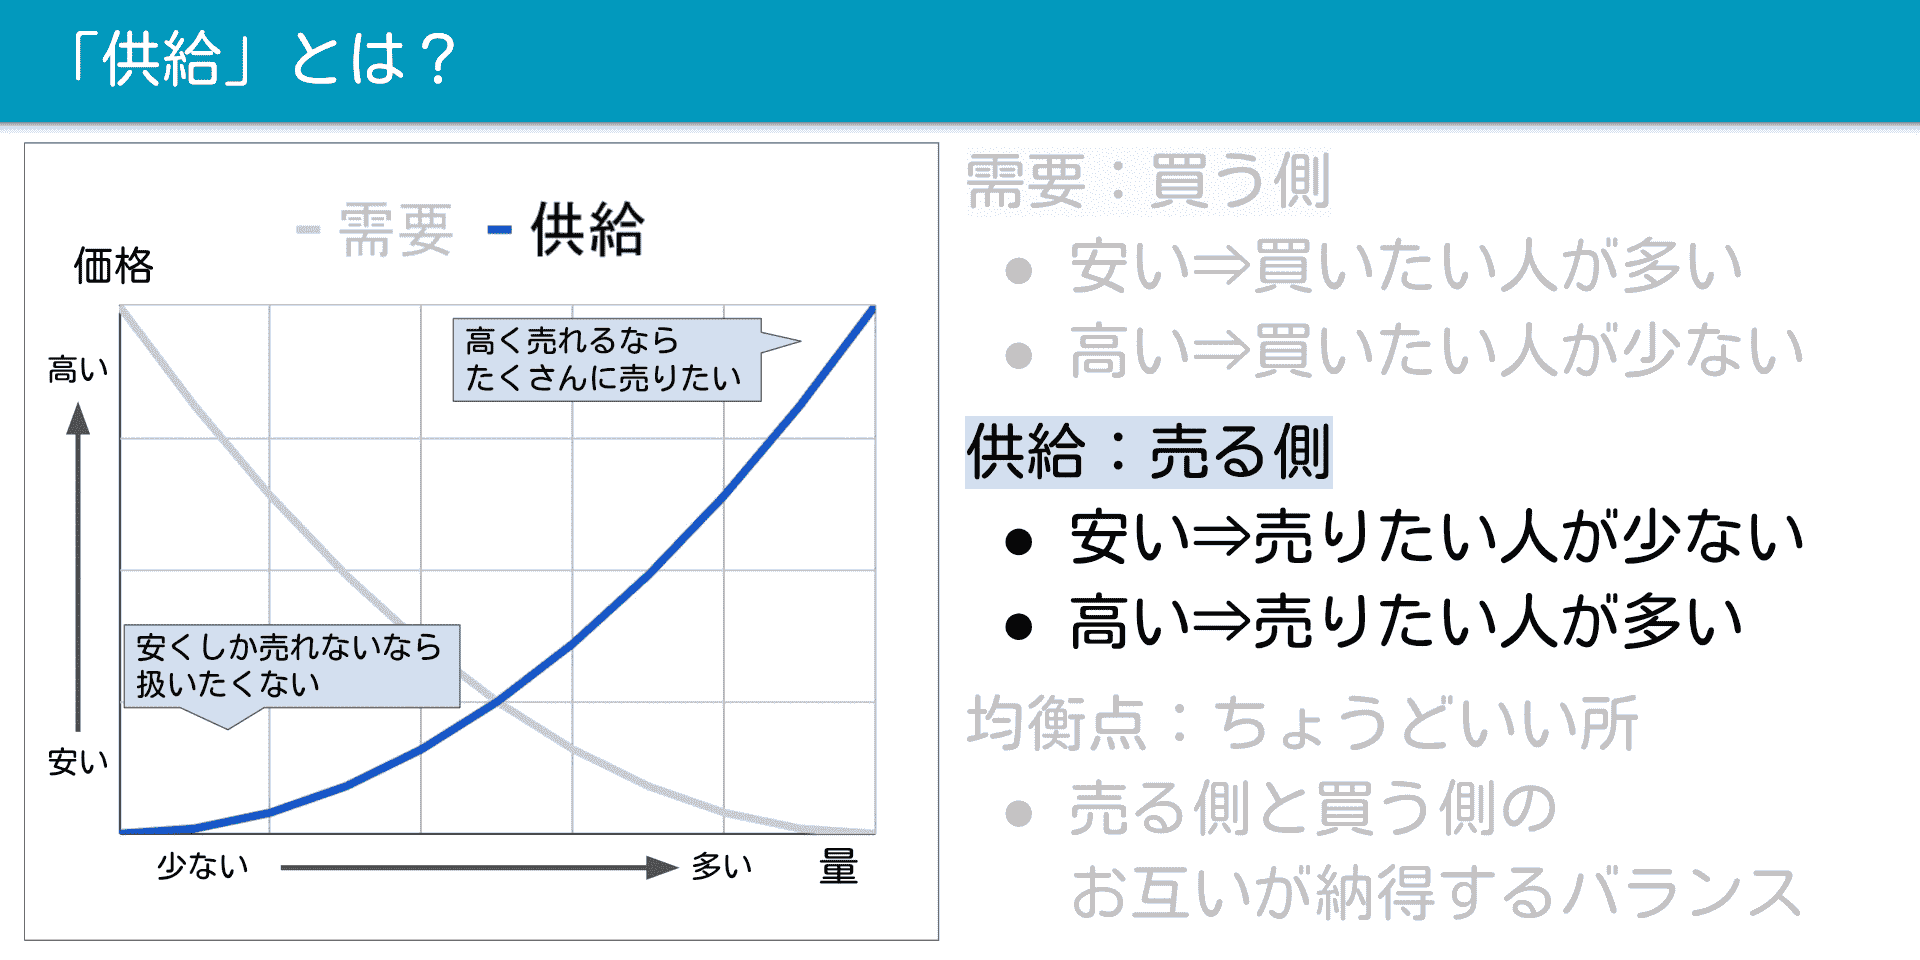 「供給」とは？
需要 供給
価格
高い
安い
高く売れるなら
たくさんに売りたい
安くしか売れないなら
扱いたくない
少ない
多い
量
需要：買う側
● 安い⇒買いたい人が多い
● 高い⇒買いたい人が少ない
供給：売る側
● 安い⇒売りたい人が少ない
● 高い⇒売りたい人が多い
均衡点：ちょうどいい所
● 売る側と買う側の
お互いが納得するバランス